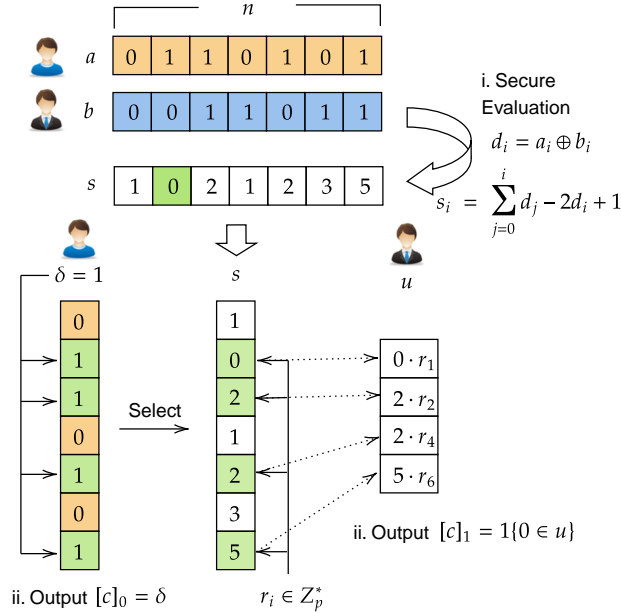 n
a 0 1 1 0 1 0 1
i. Secure
Evaluation
b 0 0 1 1 0 1 1
d_i = a_i ⊕ b_i
s 1 0 2 1 2 3 5
s_i = \sum_{j=0}^{i} d_j − 2d_i + 1
δ = 1
s
u
0
1
1
0
1
0
1
Select
1
0
2
1
2
3
5
0 · r_1
2 · r_2
2 · r_4
5 · r_6
ii. Output [c]_1 = 1{0 ∈ u}
ii. Output [c]_0 = δ
r_i ∈ Z_p^*